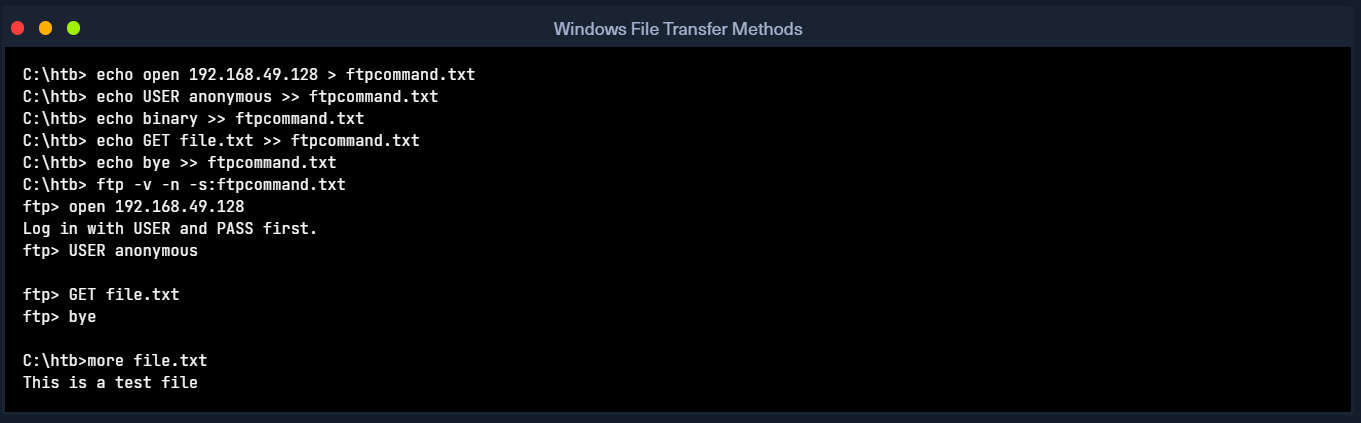 Windows File Transfer Methods
C:\htb> echo open 192.168.49.128 > ftpcommand.txt
C:\htb> echo USER anonymous >> ftpcommand.txt
C:\htb> echo binary >> ftpcommand.txt
C:\htb> echo GET file.txt >> ftpcommand.txt
C:\htb> echo bye >> ftpcommand.txt
C:\htb> ftp -v -n -s:ftpcommand.txt
ftp> open 192.168.49.128
Log in with USER and PASS first.
ftp> USER anonymous
ftp> GET file.txt
ftp> bye
C:\htb>more file.txt
This is a test file